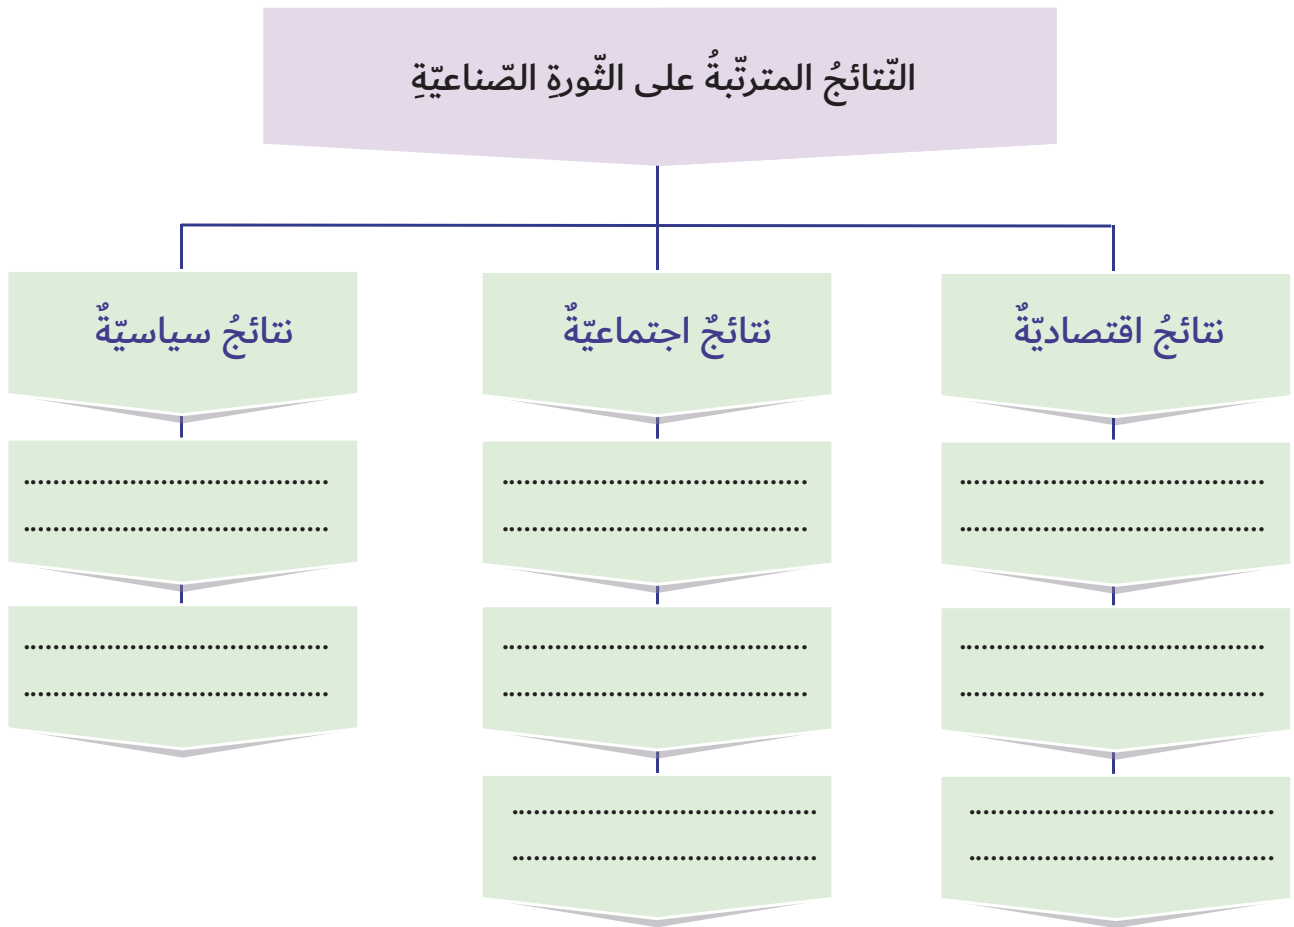 النّتائجُ المترتّبةُ على الثّورةِ الصّناعيّةِ
نتائجُ اقتصاديّةٌ
نتائجٌ اجتماعيّةٌ
نتائجُ سياسيّةٌ